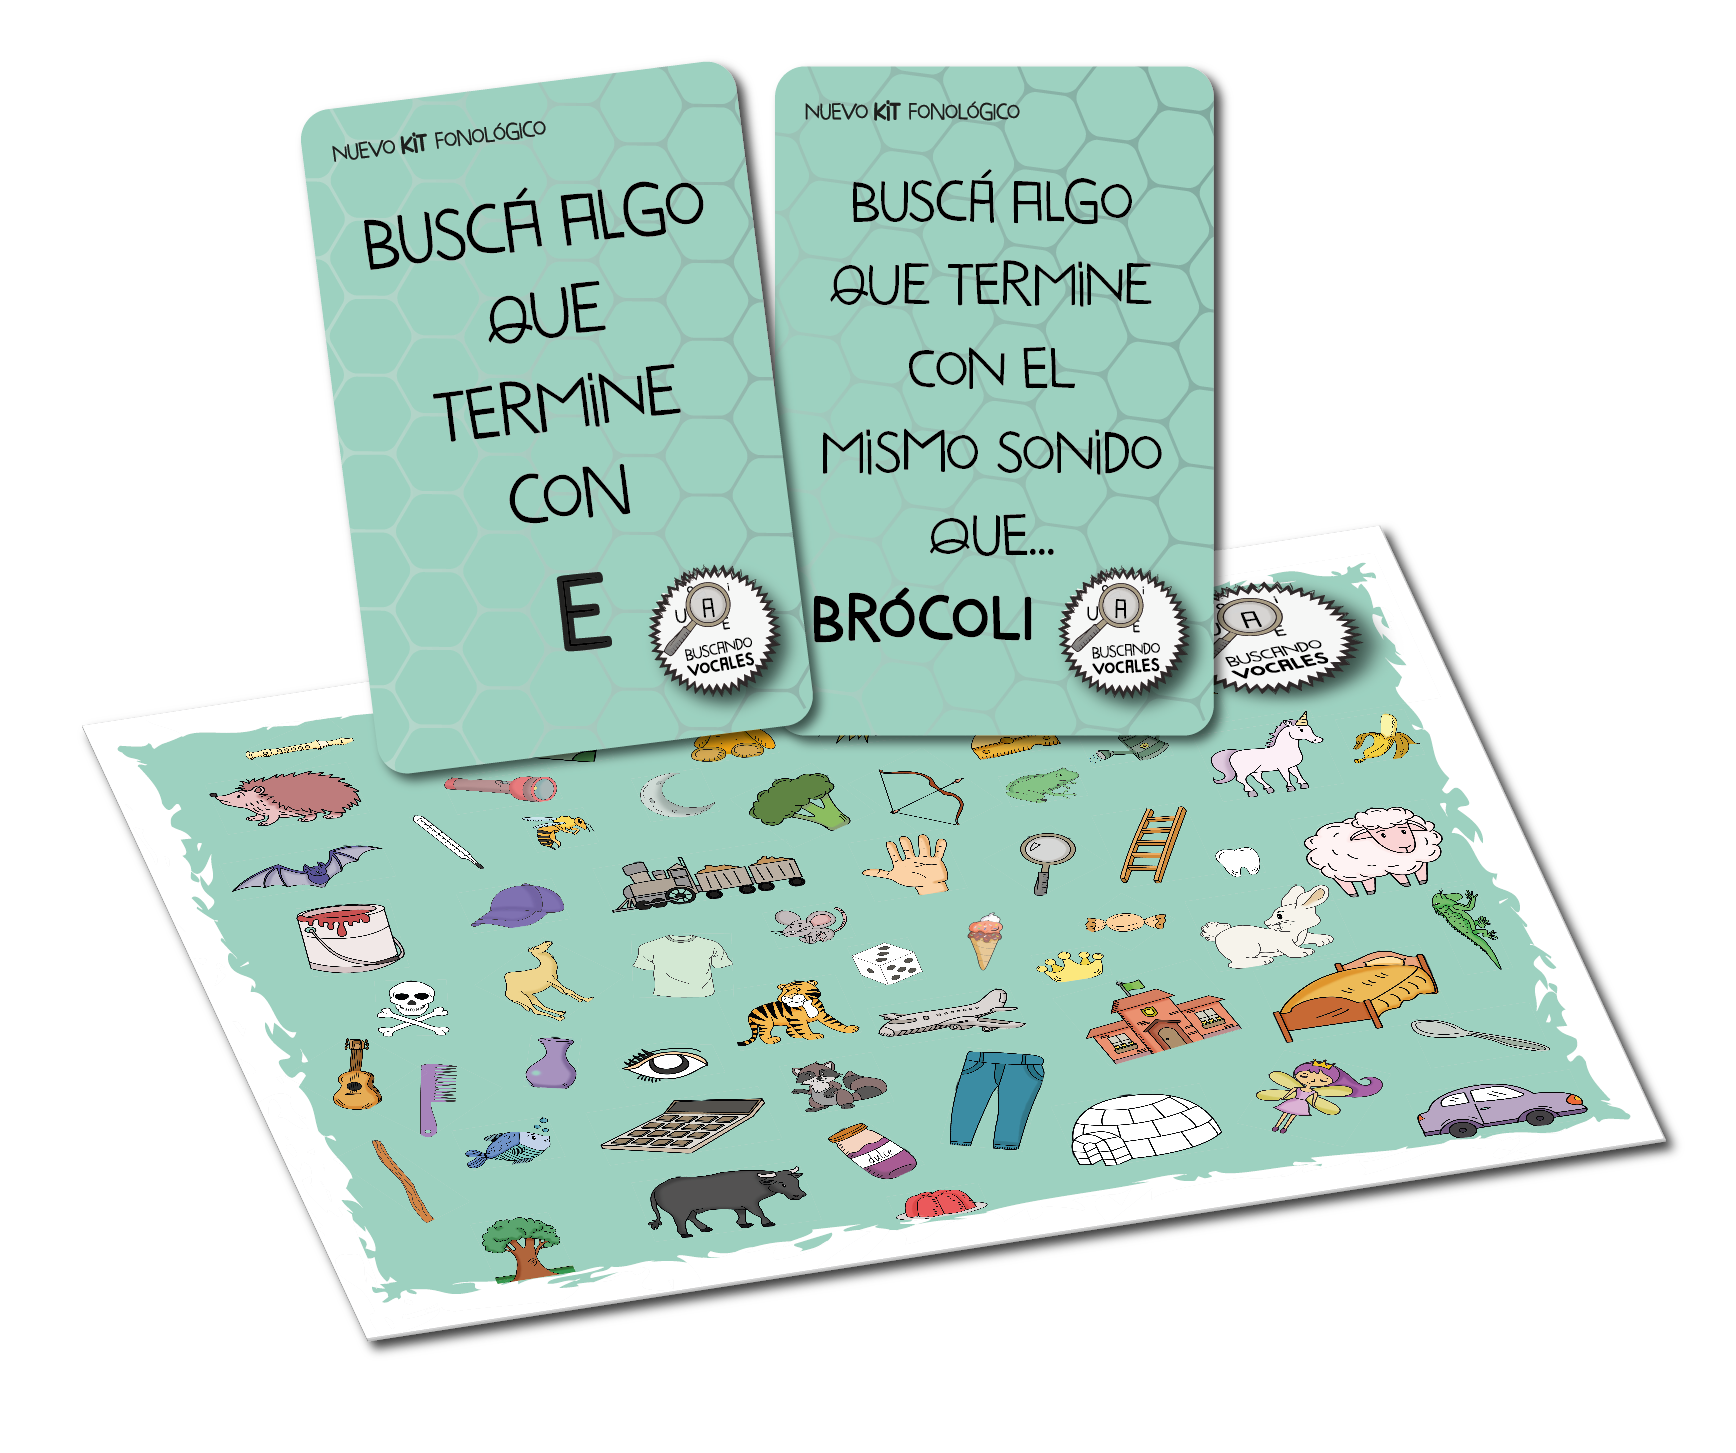 NUEVO KiT FONOLÓGICO
BUSCÁ ALGO
QUE
TERMiNE
CON
E
U A i
E
BUSCANDO
VOCALES
NUEVO KiT FONOLÓGICO
BUSCÁ ALGO
QUE TERMiNE
CON EL
MiSMO SONiDO
QUE...
BRÓCOLI
U A i
E
BUSCANDO
VOCALES
A
E
BUSCANDO
VOCALES
dulce